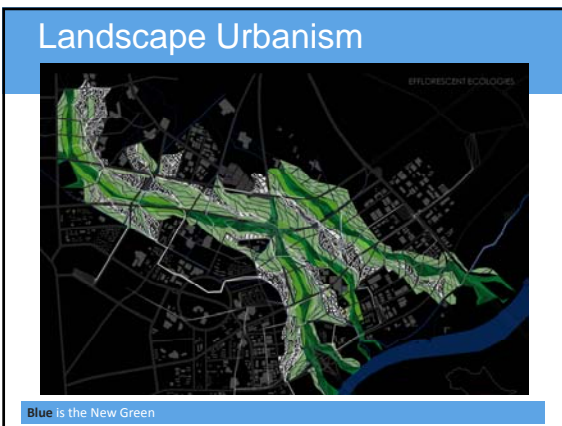 Landscape Urbanism
EFFLORESCENT ECOLOGIES
Blue is the New Green